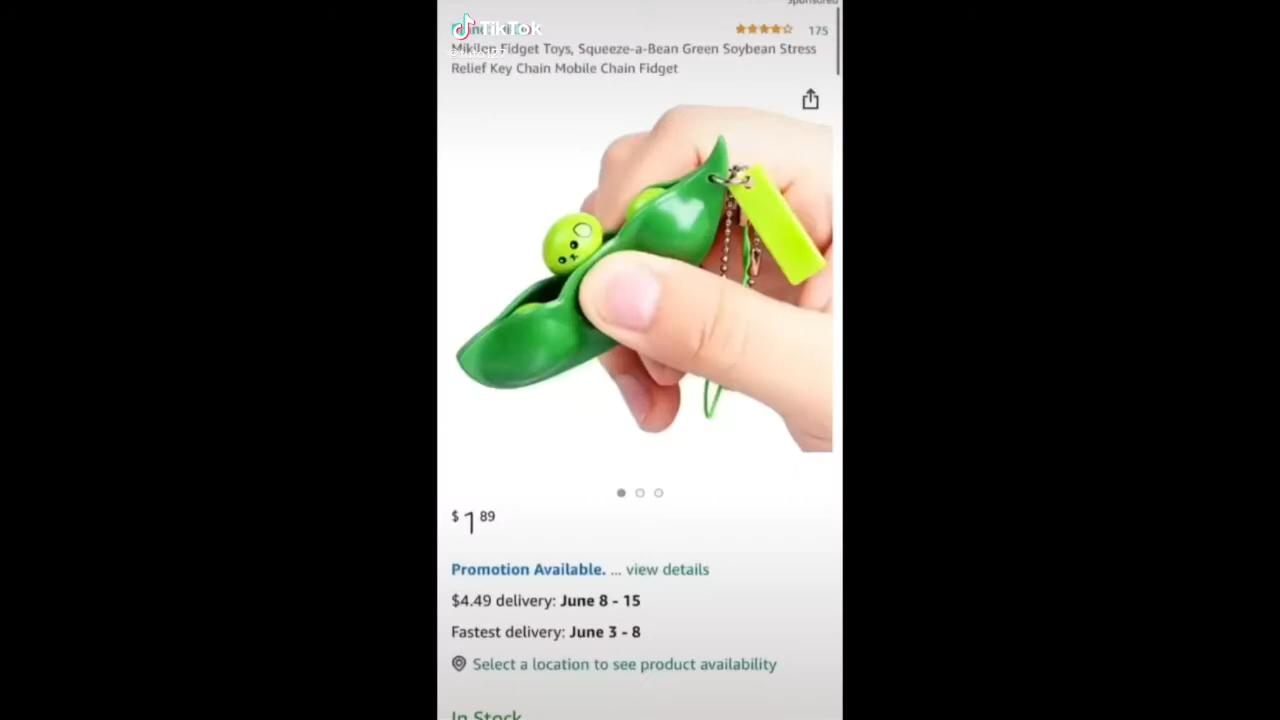 Sponsored
TikTok
175
Mikilon Fidget Toys, Squeeze-a-Bean Green Soybean Stress
Relief Key Chain Mobile Chain Fidget
$1 89
Promotion Available. ... view details
$4.49 delivery: June 8 - 15
Fastest delivery: June 3 - 8
Select a location to see product availability
In Stock